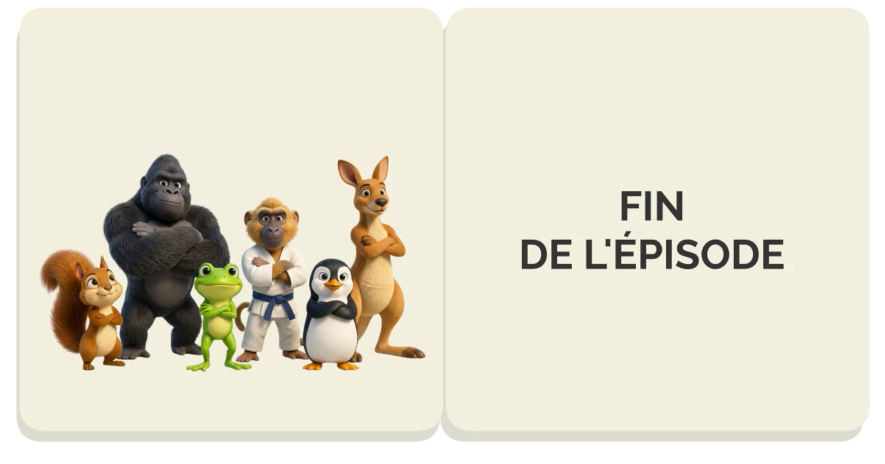 FIN
DE L'ÉPISODE